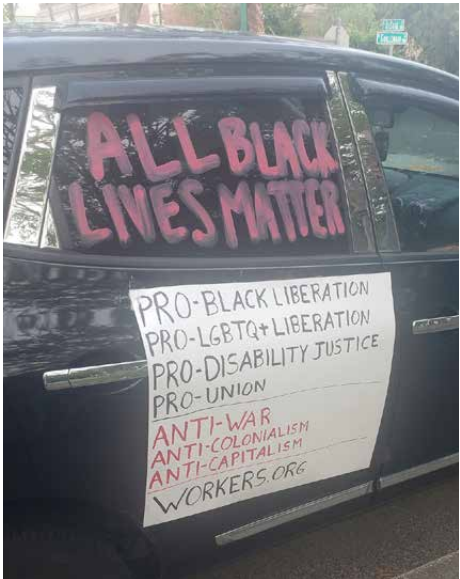 ALL BLACK
LIVES MATTER
PRO-BLACK LIBERATION
PRO-LGBTQ+ LIBERATION
PRO-DISABILITY JUSTICE
PRO-UNION
ANTI-WAR
ANTI-COLONIALISM
ANTI-CAPITALISM
WORKERS.ORG